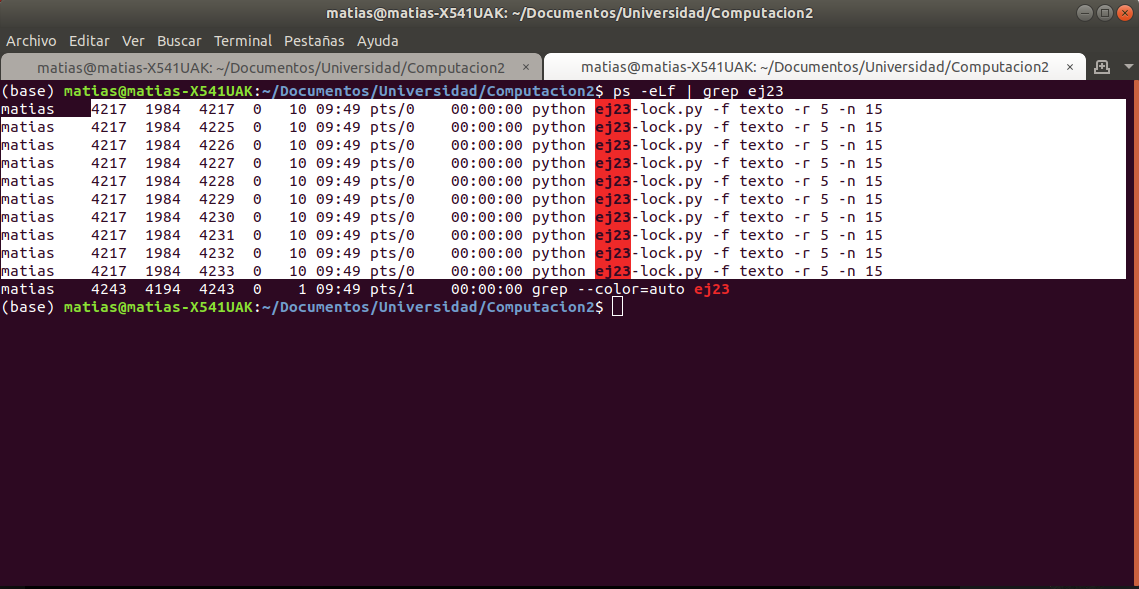 matias@matias-X541UAK: ~/Documentos/Universidad/Computacion2
Archivo Editar Ver Buscar Terminal Pestañas Ayuda
matias@matias-X541UAK: ~/Documentos/Universidad/Computacion2 × matias@matias-X541UAK: ~/Documentos/Universidad/Computacion2 ×
(base) matias@matias-X541UAK:~/Documentos/Universidad/Computacion2$ ps -eLf | grep ej23
matias    4217  1984  4217  0   10 09:49 pts/0    00:00:00 python ej23-lock.py -f texto -r 5 -n 15
matias    4217  1984  4225  0   10 09:49 pts/0    00:00:00 python ej23-lock.py -f texto -r 5 -n 15
matias    4217  1984  4226  0   10 09:49 pts/0    00:00:00 python ej23-lock.py -f texto -r 5 -n 15
matias    4217  1984  4227  0   10 09:49 pts/0    00:00:00 python ej23-lock.py -f texto -r 5 -n 15
matias    4217  1984  4228  0   10 09:49 pts/0    00:00:00 python ej23-lock.py -f texto -r 5 -n 15
matias    4217  1984  4229  0   10 09:49 pts/0    00:00:00 python ej23-lock.py -f texto -r 5 -n 15
matias    4217  1984  4230  0   10 09:49 pts/0    00:00:00 python ej23-lock.py -f texto -r 5 -n 15
matias    4217  1984  4231  0   10 09:49 pts/0    00:00:00 python ej23-lock.py -f texto -r 5 -n 15
matias    4217  1984  4232  0   10 09:49 pts/0    00:00:00 python ej23-lock.py -f texto -r 5 -n 15
matias    4217  1984  4233  0   10 09:49 pts/0    00:00:00 python ej23-lock.py -f texto -r 5 -n 15
matias    4243  4194  4243  0    1 09:49 pts/1    00:00:00 grep --color=auto ej23
(base) matias@matias-X541UAK:~/Documentos/Universidad/Computacion2$